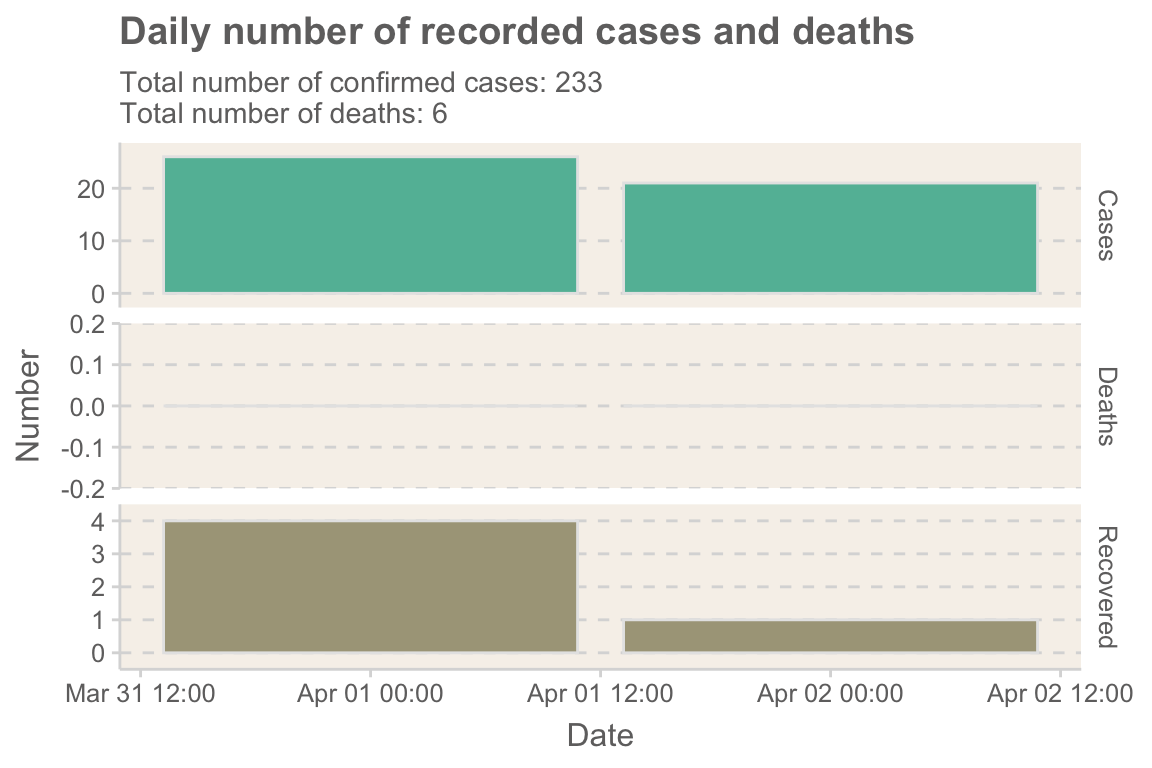 Daily number of recorded cases and deaths
Total number of confirmed cases: 233
Total number of deaths: 6
20
10
0
Cases
0.2
0.1
0.0
-0.1
-0.2
Deaths
Number
4
3
2
1
0
Recovered
Mar 31 12:00 Apr 01 00:00 Apr 01 12:00 Apr 02 00:00 Apr 02 12:00
Date